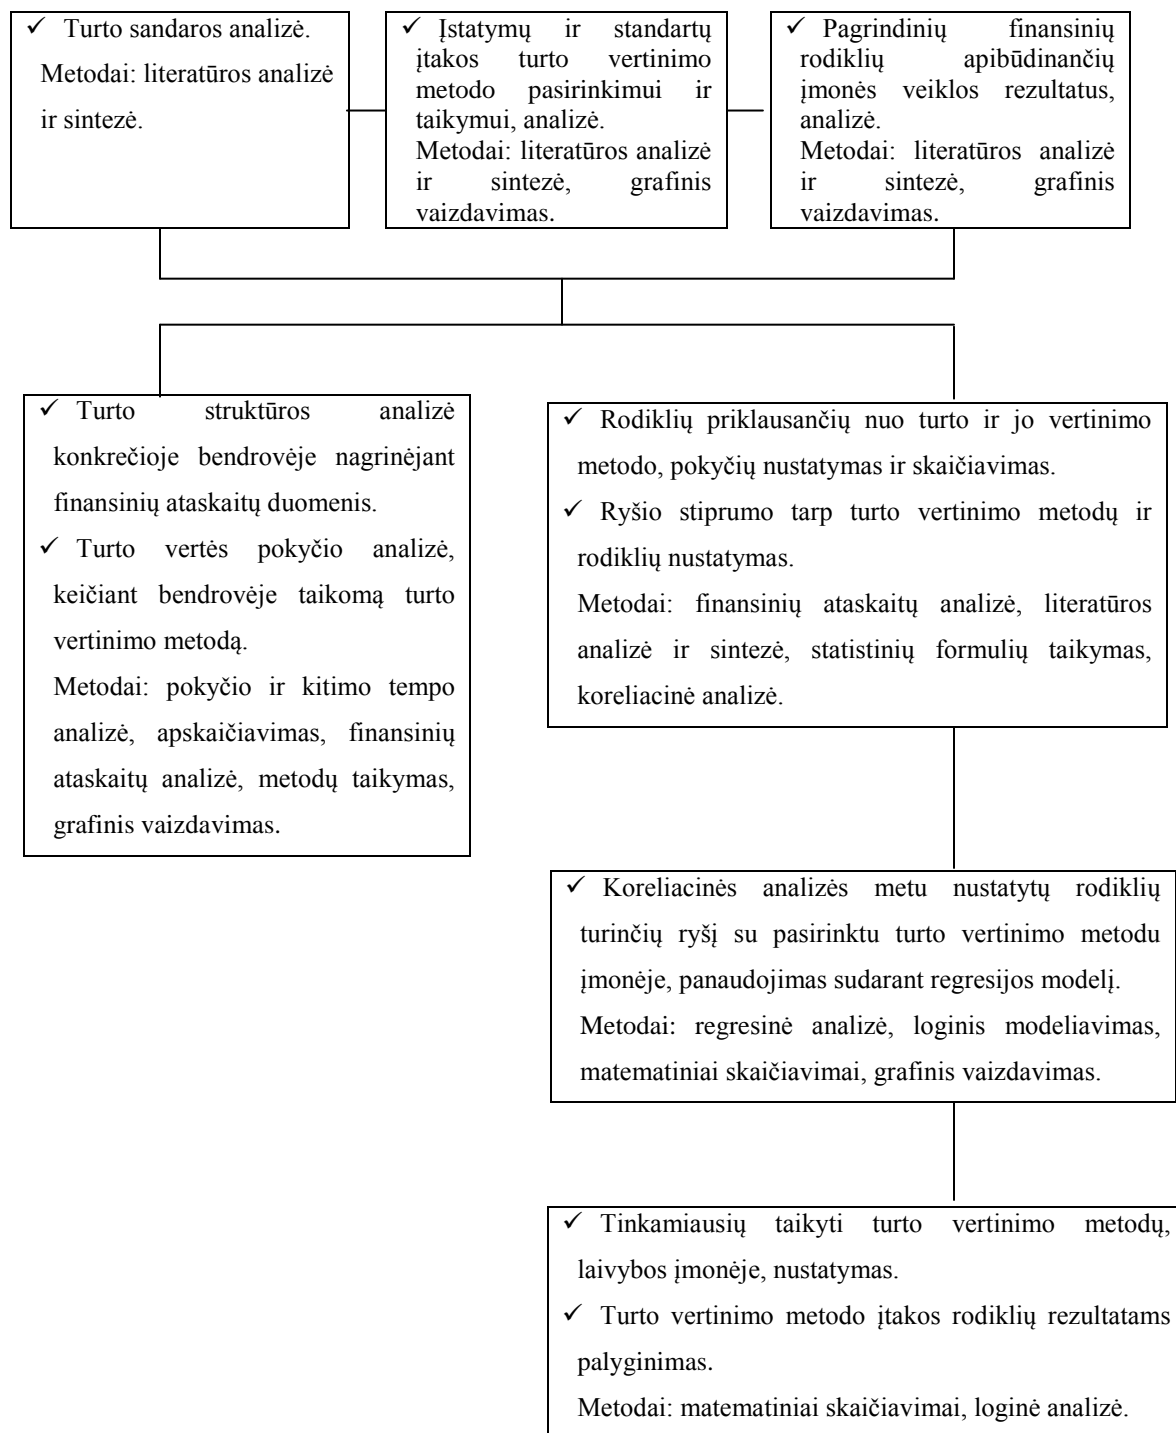 ✓ Turto sandaros analizė.
Metodai: literatūros analizė
ir sintezė.
✓ Įstatymų ir standartų
įtakos turto vertinimo
metodo pasirinkimui ir
taikymui, analizė.
Metodai: literatūros analizė
ir sintezė, grafinis
vaizdavimas.
✓ Pagrindinių finansinių
rodiklių apibūdinančių
įmonės veiklos rezultatus,
analizė.
Metodai: literatūros analizė
ir sintezė, grafinis
vaizdavimas.
✓ Turto struktūros analizė
konkrečioje bendrovėje nagrinėjant
finansinių ataskaitų duomenis.
✓ Turto vertės pokyčio analizė,
keičiant bendrovėje taikomą turto
vertinimo metodą.
Metodai: pokyčio ir kitimo tempo
analizė, apskaičiavimas, finansinių
ataskaitų analizė, metodų taikymas,
grafinis vaizdavimas.
✓ Rodiklių priklausančių nuo turto ir jo vertinimo
metodo, pokyčių nustatymas ir skaičiavimas.
✓ Ryšio stiprumo tarp turto vertinimo metodų ir
rodiklių nustatymas.
Metodai: finansinių ataskaitų analizė, literatūros
analizė ir sintezė, statistinių formulių taikymas,
koreliacinė analizė.
✓ Koreliacinės analizės metu nustatytų rodiklių
turinčių ryšį su pasirinktu turto vertinimo metodu
įmonėje, panaudojimas sudarant regresijos modelį.
Metodai: regresinė analizė, loginis modeliavimas,
matematiniai skaičiavimai, grafinis vaizdavimas.
✓ Tinkamiausių taikyti turto vertinimo metodų,
laivybos įmonėje, nustatymas.
✓ Turto vertinimo metodo įtakos rodiklių rezultatams
palyginimas.
Metodai: matematiniai skaičiavimai, loginė analizė.